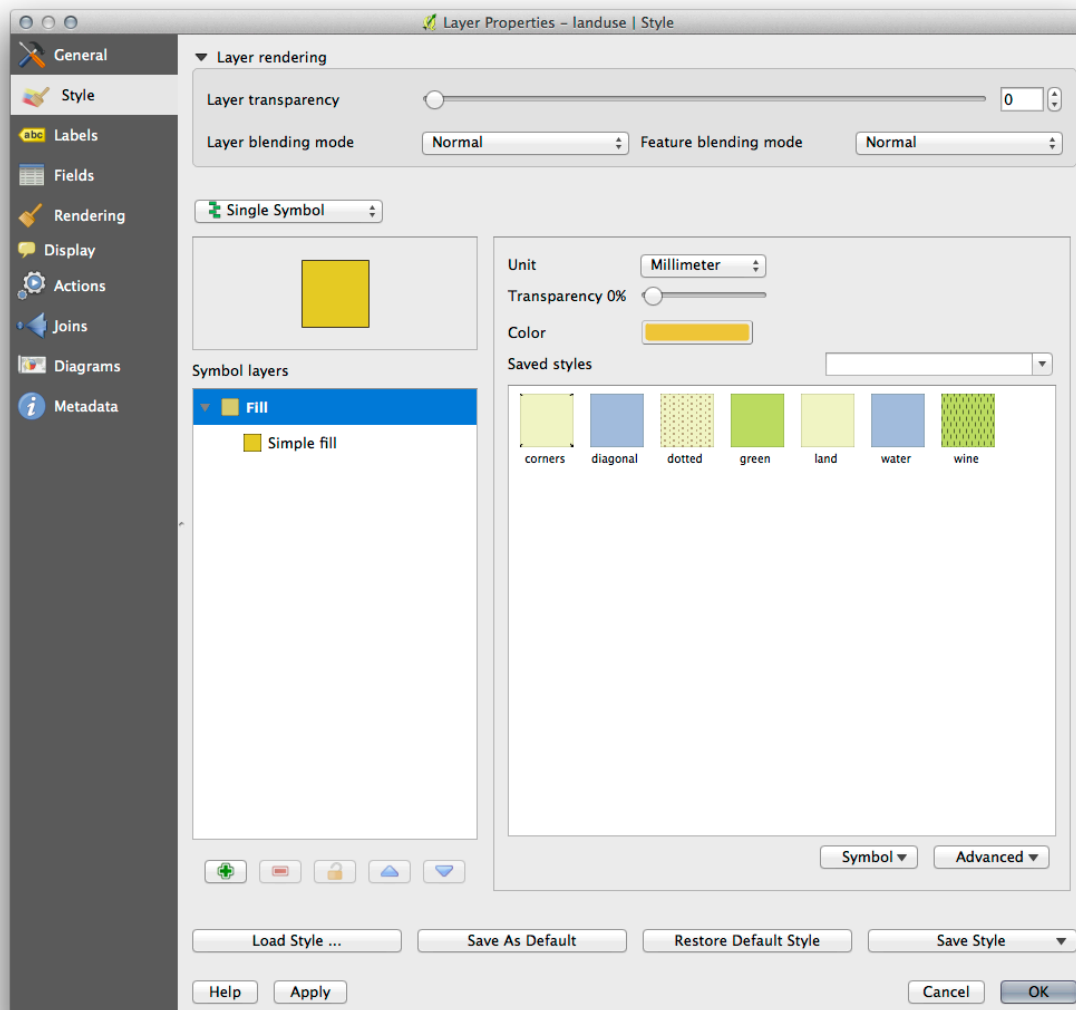 Layer Properties – landuse | Style
General
Style
abc Labels
Fields
Rendering
Display
Actions
Joins
Diagrams
i Metadata
Layer rendering
Layer transparency 0
Layer blending mode Normal Feature blending mode Normal
Single Symbol
Unit Millimeter
Transparency 0%
Color
Saved styles
Symbol layers
Fill
Simple fill
corners diagonal dotted green land water wine
Symbol Advanced
Load Style ... Save As Default Restore Default Style Save Style
Help Apply Cancel OK